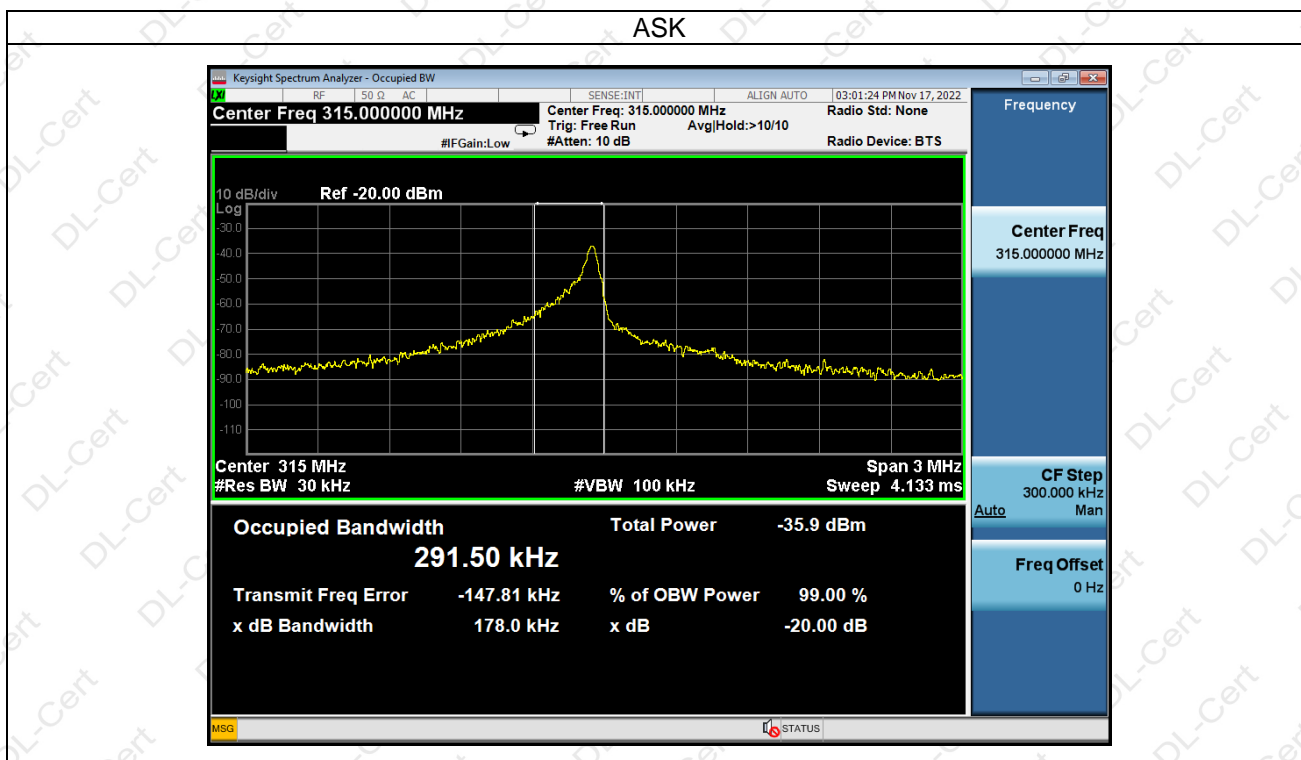 ASK
Keysight Spectrum Analyzer - Occupied BW
LXI RF 50 Ω AC SENSE:INT ALIGN AUTO 03:01:24 PM Nov 17, 2022
Center Freq 315.000000 MHz
Center Freq: 315.000000 MHz
Radio Std: None
Trig: Free Run Avg|Hold:>10/10
#IFGain:Low
#Atten: 10 dB
Radio Device: BTS
Frequency
10 dB/div Ref -20.00 dBm
Log
-30.0
-40.0
-50.0
-60.0
-70.0
-80.0
-90.0
-100
-110
Center 315 MHz
Span 3 MHz
#Res BW 30 kHz
#VBW 100 kHz
Sweep 4.133 ms
Center Freq
315.000000 MHz
CF Step
300.000 kHz
Auto Man
Freq Offset
0 Hz
Occupied Bandwidth
291.50 kHz
Total Power -35.9 dBm
Transmit Freq Error -147.81 kHz
% of OBW Power 99.00 %
x dB Bandwidth 178.0 kHz
x dB -20.00 dB
MSG
STATUS
DL-Cert